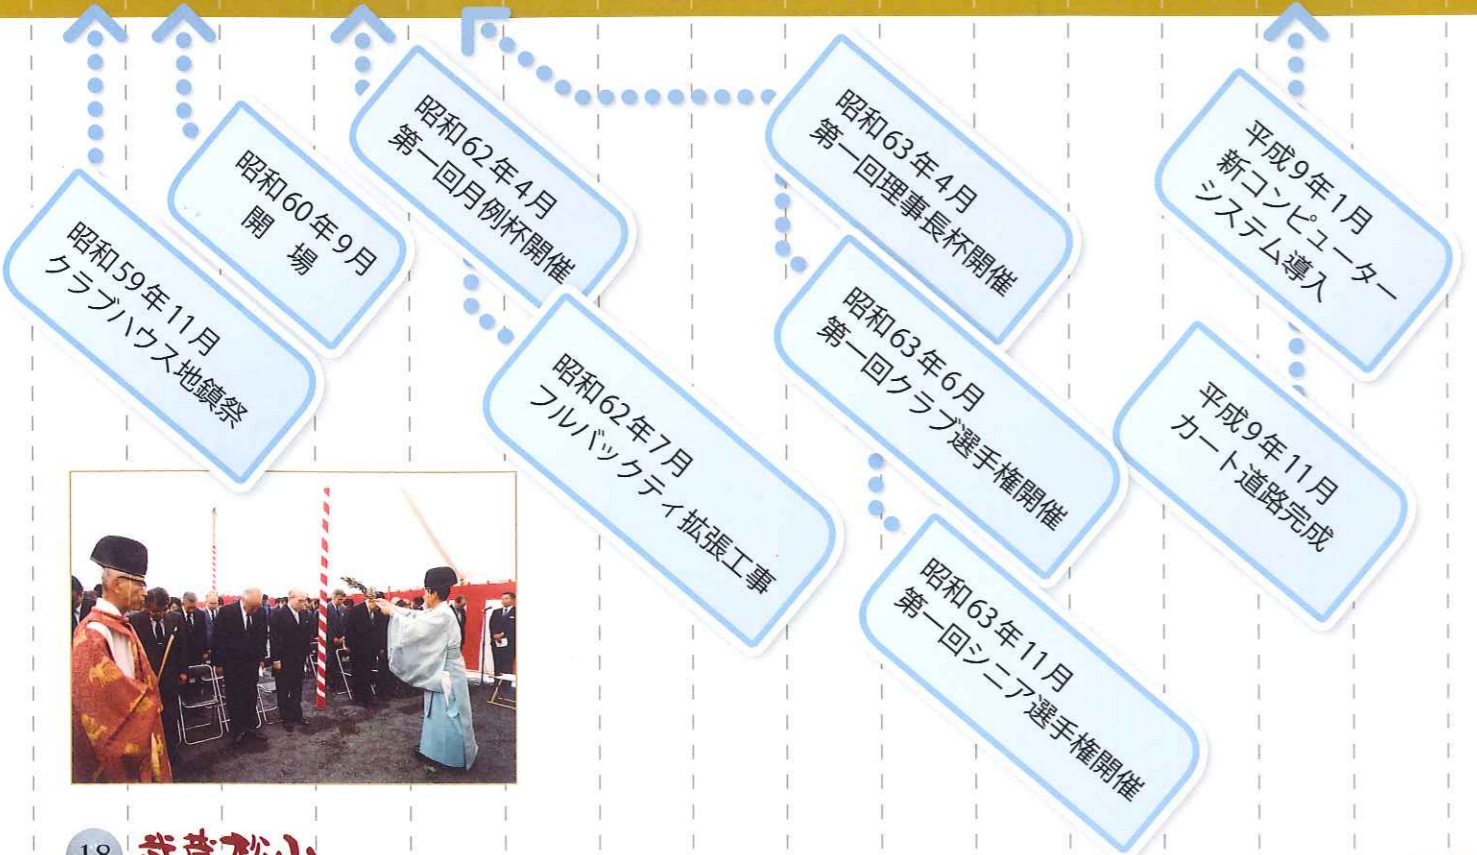 昭和59年11月
クラブハウス地鎮祭
昭和60年9月
開 場
昭和62年4月
第一回月例杯開催
昭和62年7月
フルバックティ拡張工事
昭和63年4月
第一回理事長杯開催
昭和63年6月
第一回クラブ選手権開催
昭和63年11月
第一回シニア選手権開催
平成9年1月
新コンピューター
システム導入
平成9年11月
カート道路完成
18 武蔵松山